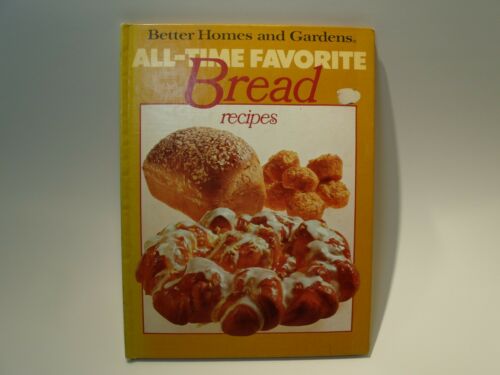 Better Homes and Gardens®
ALL-TIME FAVORITE
Bread
recipes